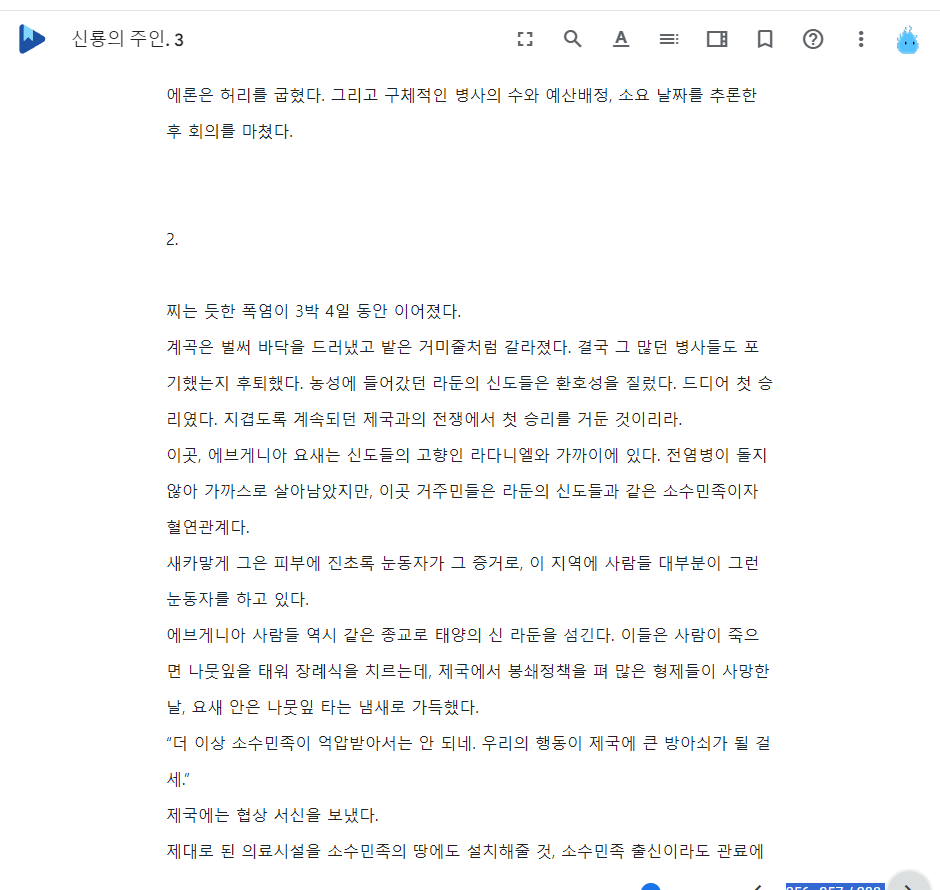 신룡의 주인. 3
에론은 허리를 굽혔다. 그리고 구체적인 병사의 수와 예산배정, 소요 날짜를 추론한
후 회의를 마쳤다.
2.
찌는 듯한 폭염이 3박 4일 동안 이어졌다.
계곡은 벌써 바닥을 드러냈고 밭은 거미줄처럼 갈라졌다. 결국 그 많던 병사들도 포
기했는지 후퇴했다. 농성에 들어갔던 라둔의 신도들은 환호성을 질렀다. 드디어 첫 승
리였다. 지겹도록 계속되던 제국과의 전쟁에서 첫 승리를 거둔 것이리라.
이곳, 에브게니아 요새는 신도들의 고향인 라다니엘와 가까이에 있다. 전염병이 돌지
않아 가까스로 살아남았지만, 이곳 거주민들은 라둔의 신도들과 같은 소수민족이자
혈연관계다.
새카맣게 그은 피부에 진초록 눈동자가 그 증거로, 이 지역에 사람들 대부분이 그런
눈동자를 하고 있다.
에브게니아 사람들 역시 같은 종교로 태양의 신 라둔을 섬긴다. 이들은 사람이 죽으
면 나뭇잎을 태워 장례식을 치르는데, 제국에서 봉쇄정책을 펴 많은 형제들이 사망한
날, 요새 안은 나뭇잎 타는 냄새로 가득했다.
“더 이상 소수민족이 억압받아서는 안 되네. 우리의 행동이 제국에 큰 방아쇠가 될 걸
세.”
제국에는 협상 서신을 보냈다.
제대로 된 의료시설을 소수민족의 땅에도 설치해줄 것, 소수민족 출신이라도 관료에